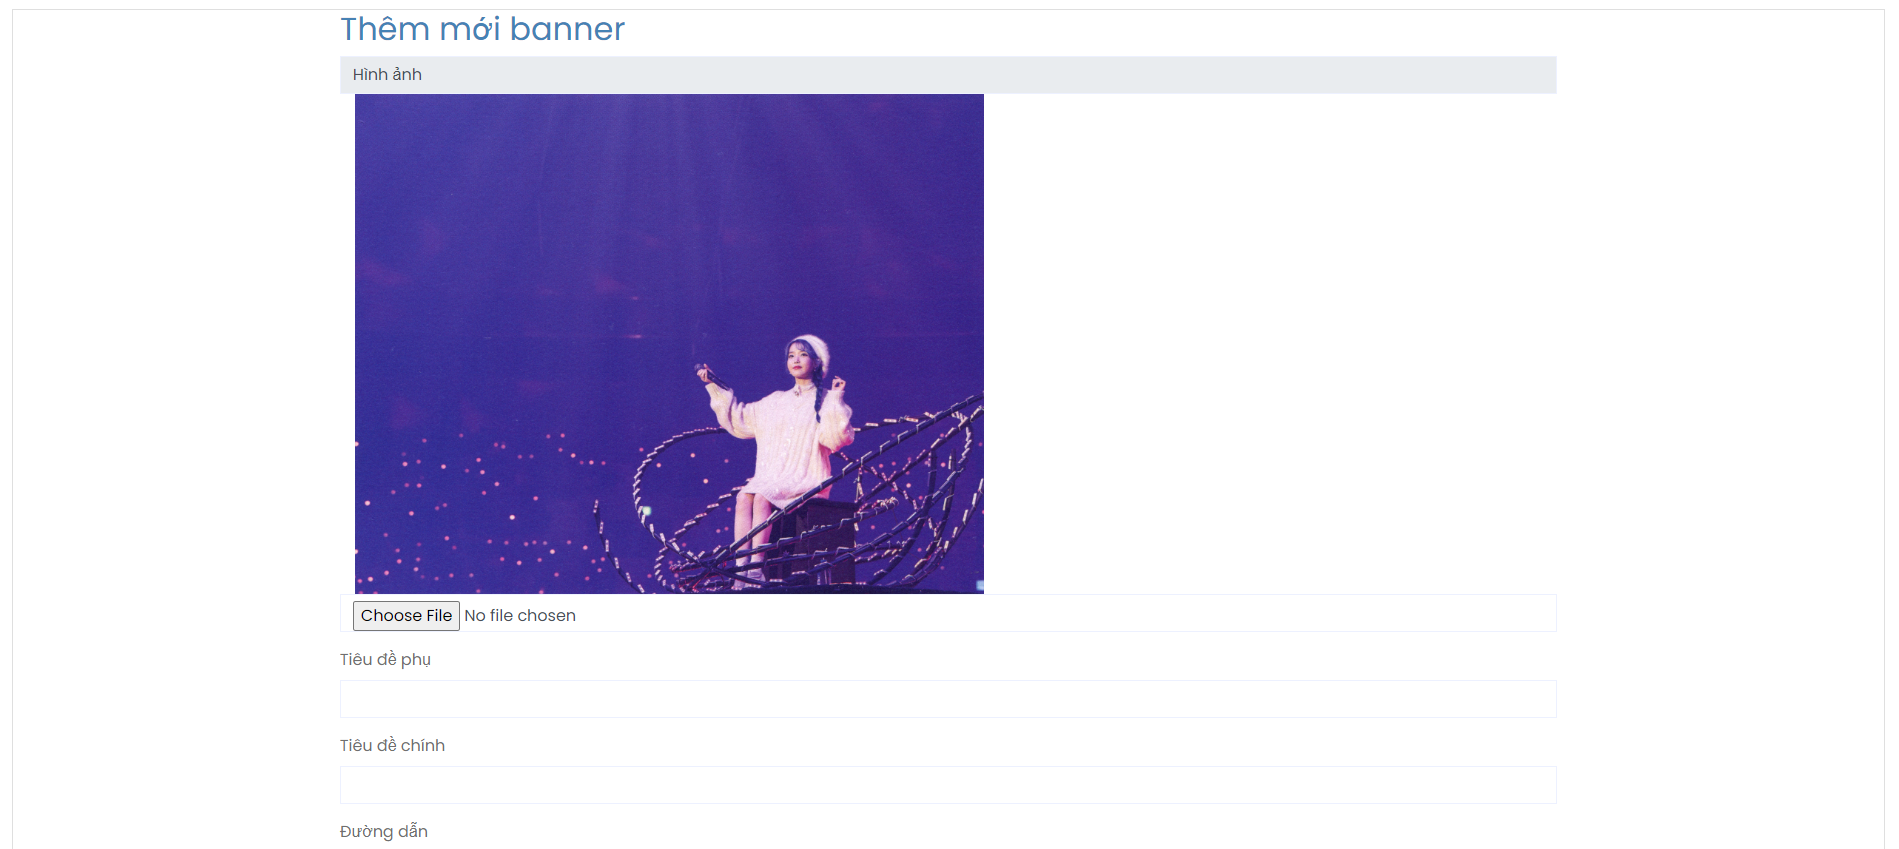 Thêm mới banner
Hình ảnh
Choose File No file chosen
Tiêu đề phụ
Tiêu đề chính
Đường dẫn